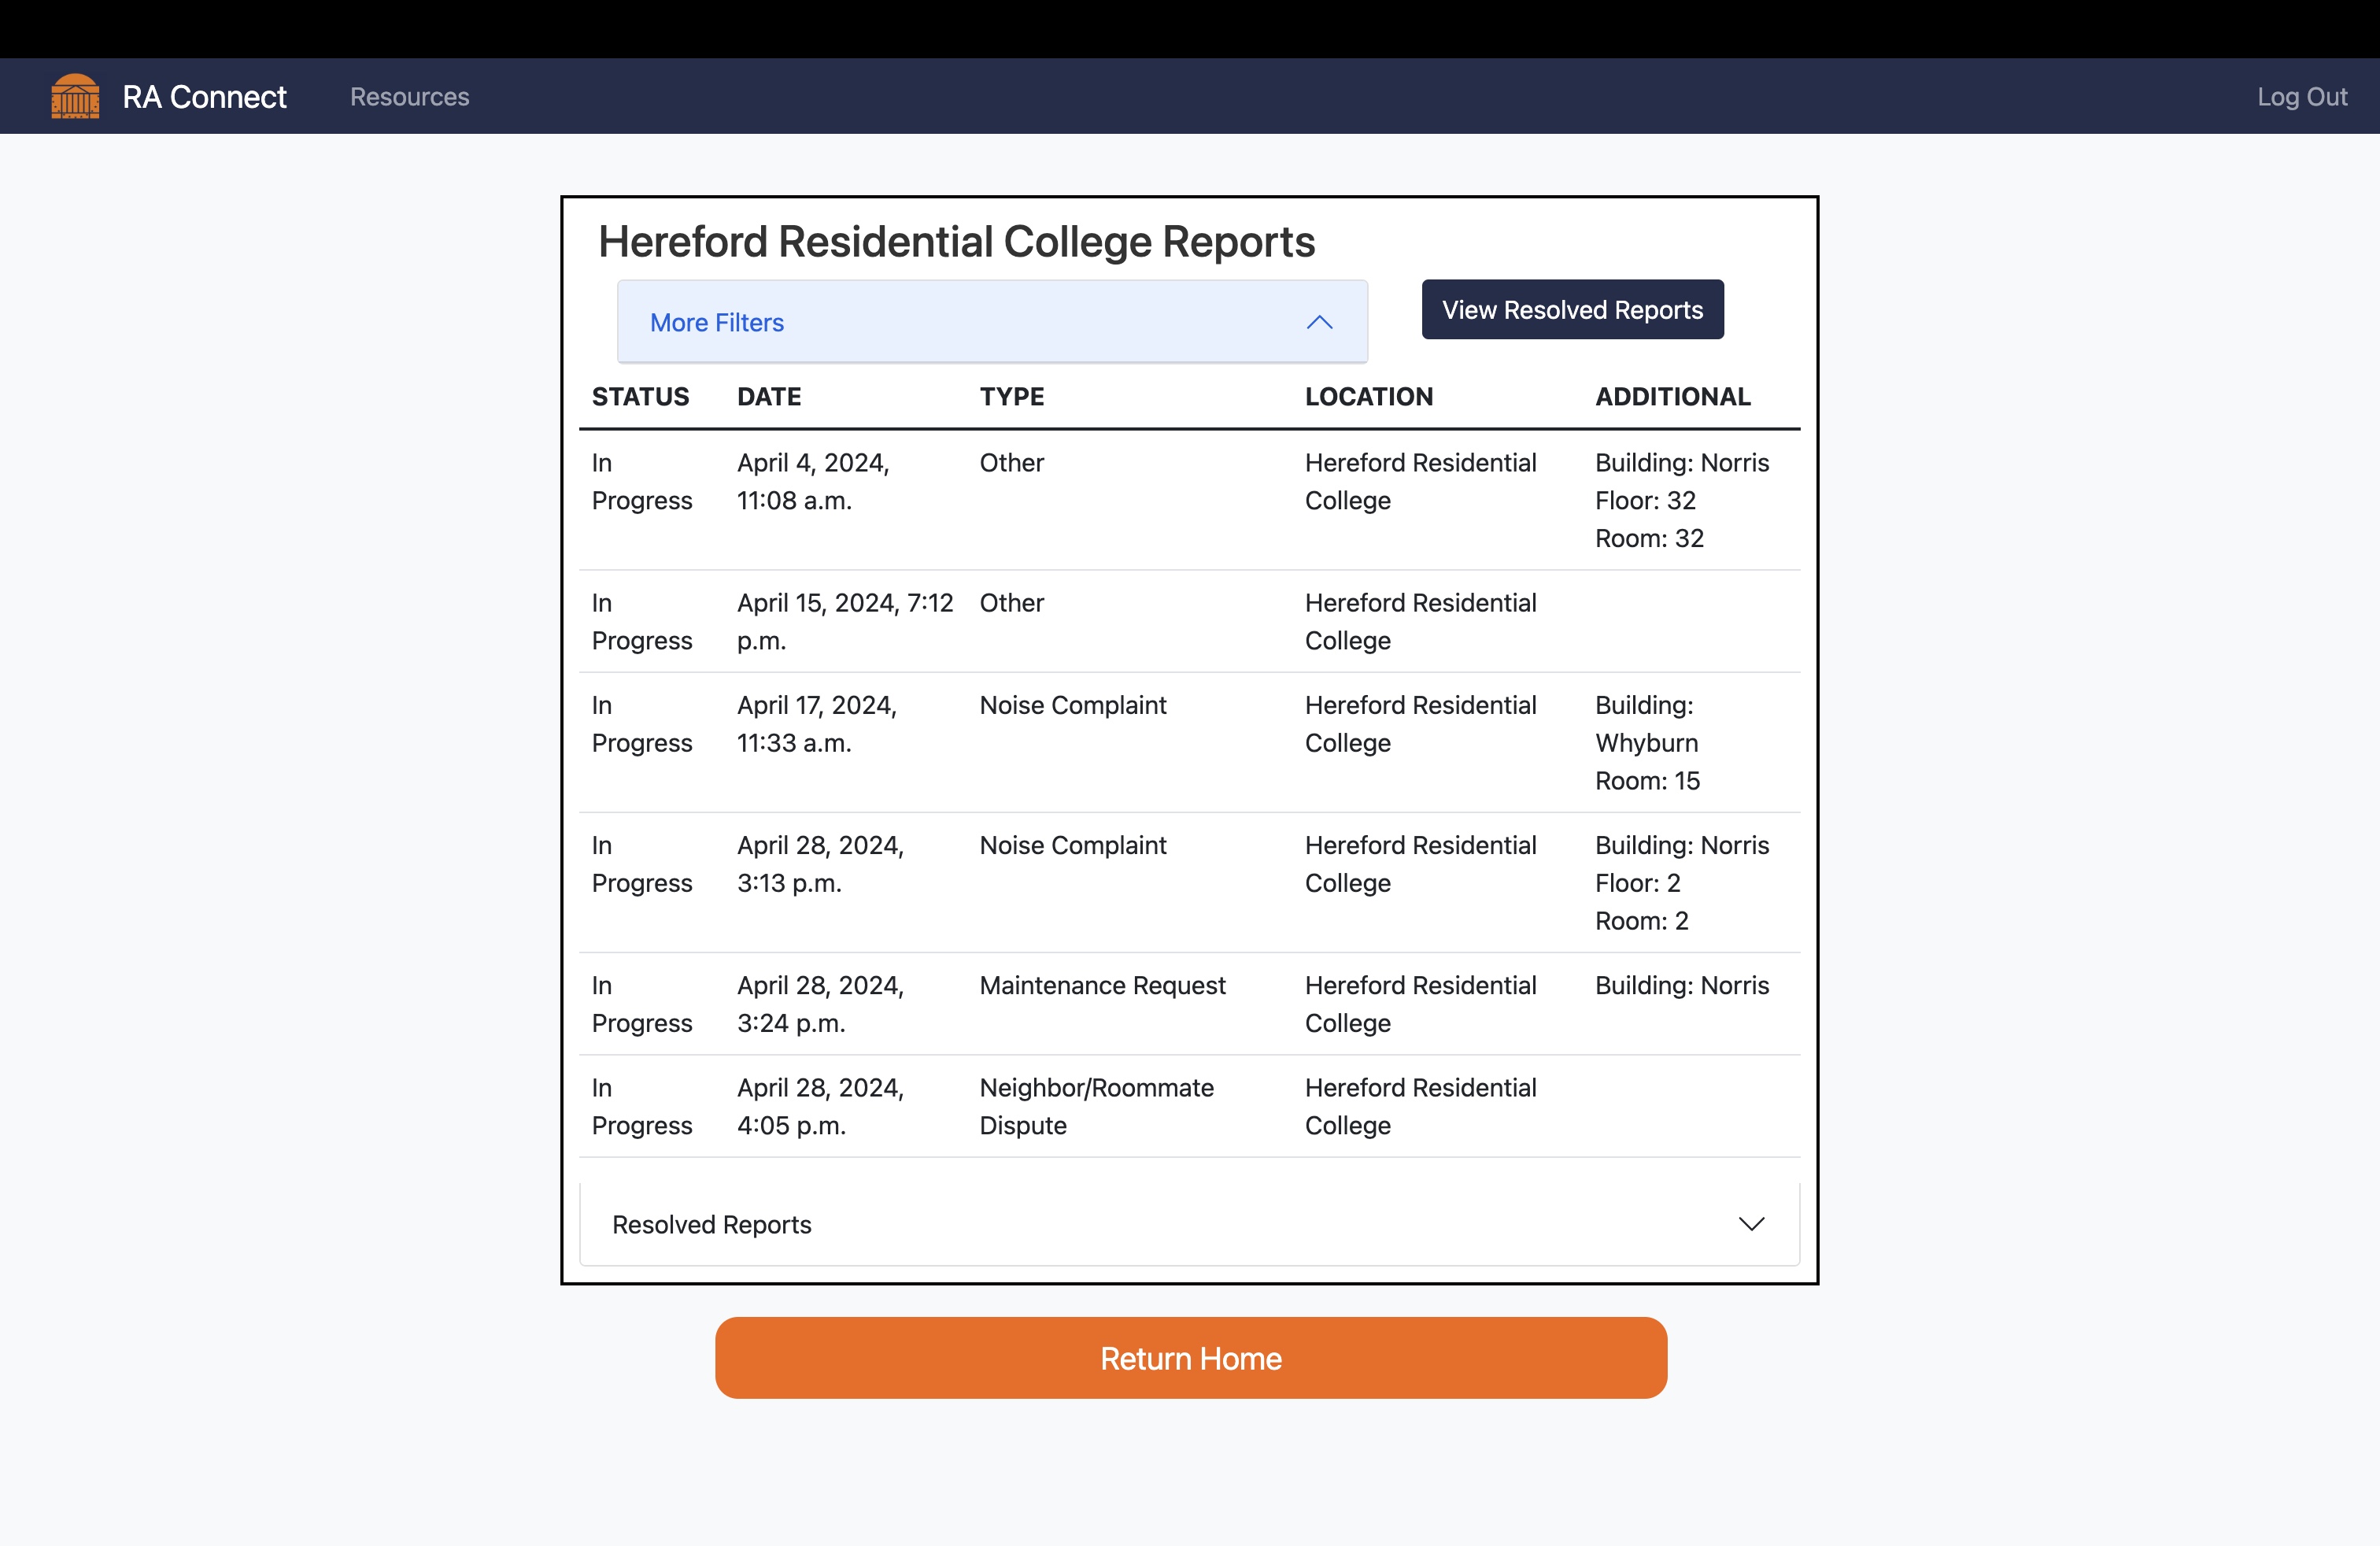 RA Connect Resources Log Out
Hereford Residential College Reports
More Filters View Resolved Reports
STATUS DATE TYPE LOCATION ADDITIONAL
In April 4, 2024, Other Hereford Residential Building: Norris
Progress 11:08 a.m. College Floor: 32
Room: 32
In April 15, 2024, 7:12 Other Hereford Residential
Progress p.m. College
In April 17, 2024, Noise Complaint Hereford Residential Building:
Progress 11:33 a.m. College Whyburn
Room: 15
In April 28, 2024, Noise Complaint Hereford Residential Building: Norris
Progress 3:13 p.m. College Floor: 2
Room: 2
In April 28, 2024, Maintenance Request Hereford Residential Building: Norris
Progress 3:24 p.m. College
In April 28, 2024, Neighbor/Roommate Hereford Residential
Progress 4:05 p.m. Dispute College
Resolved Reports
Return Home